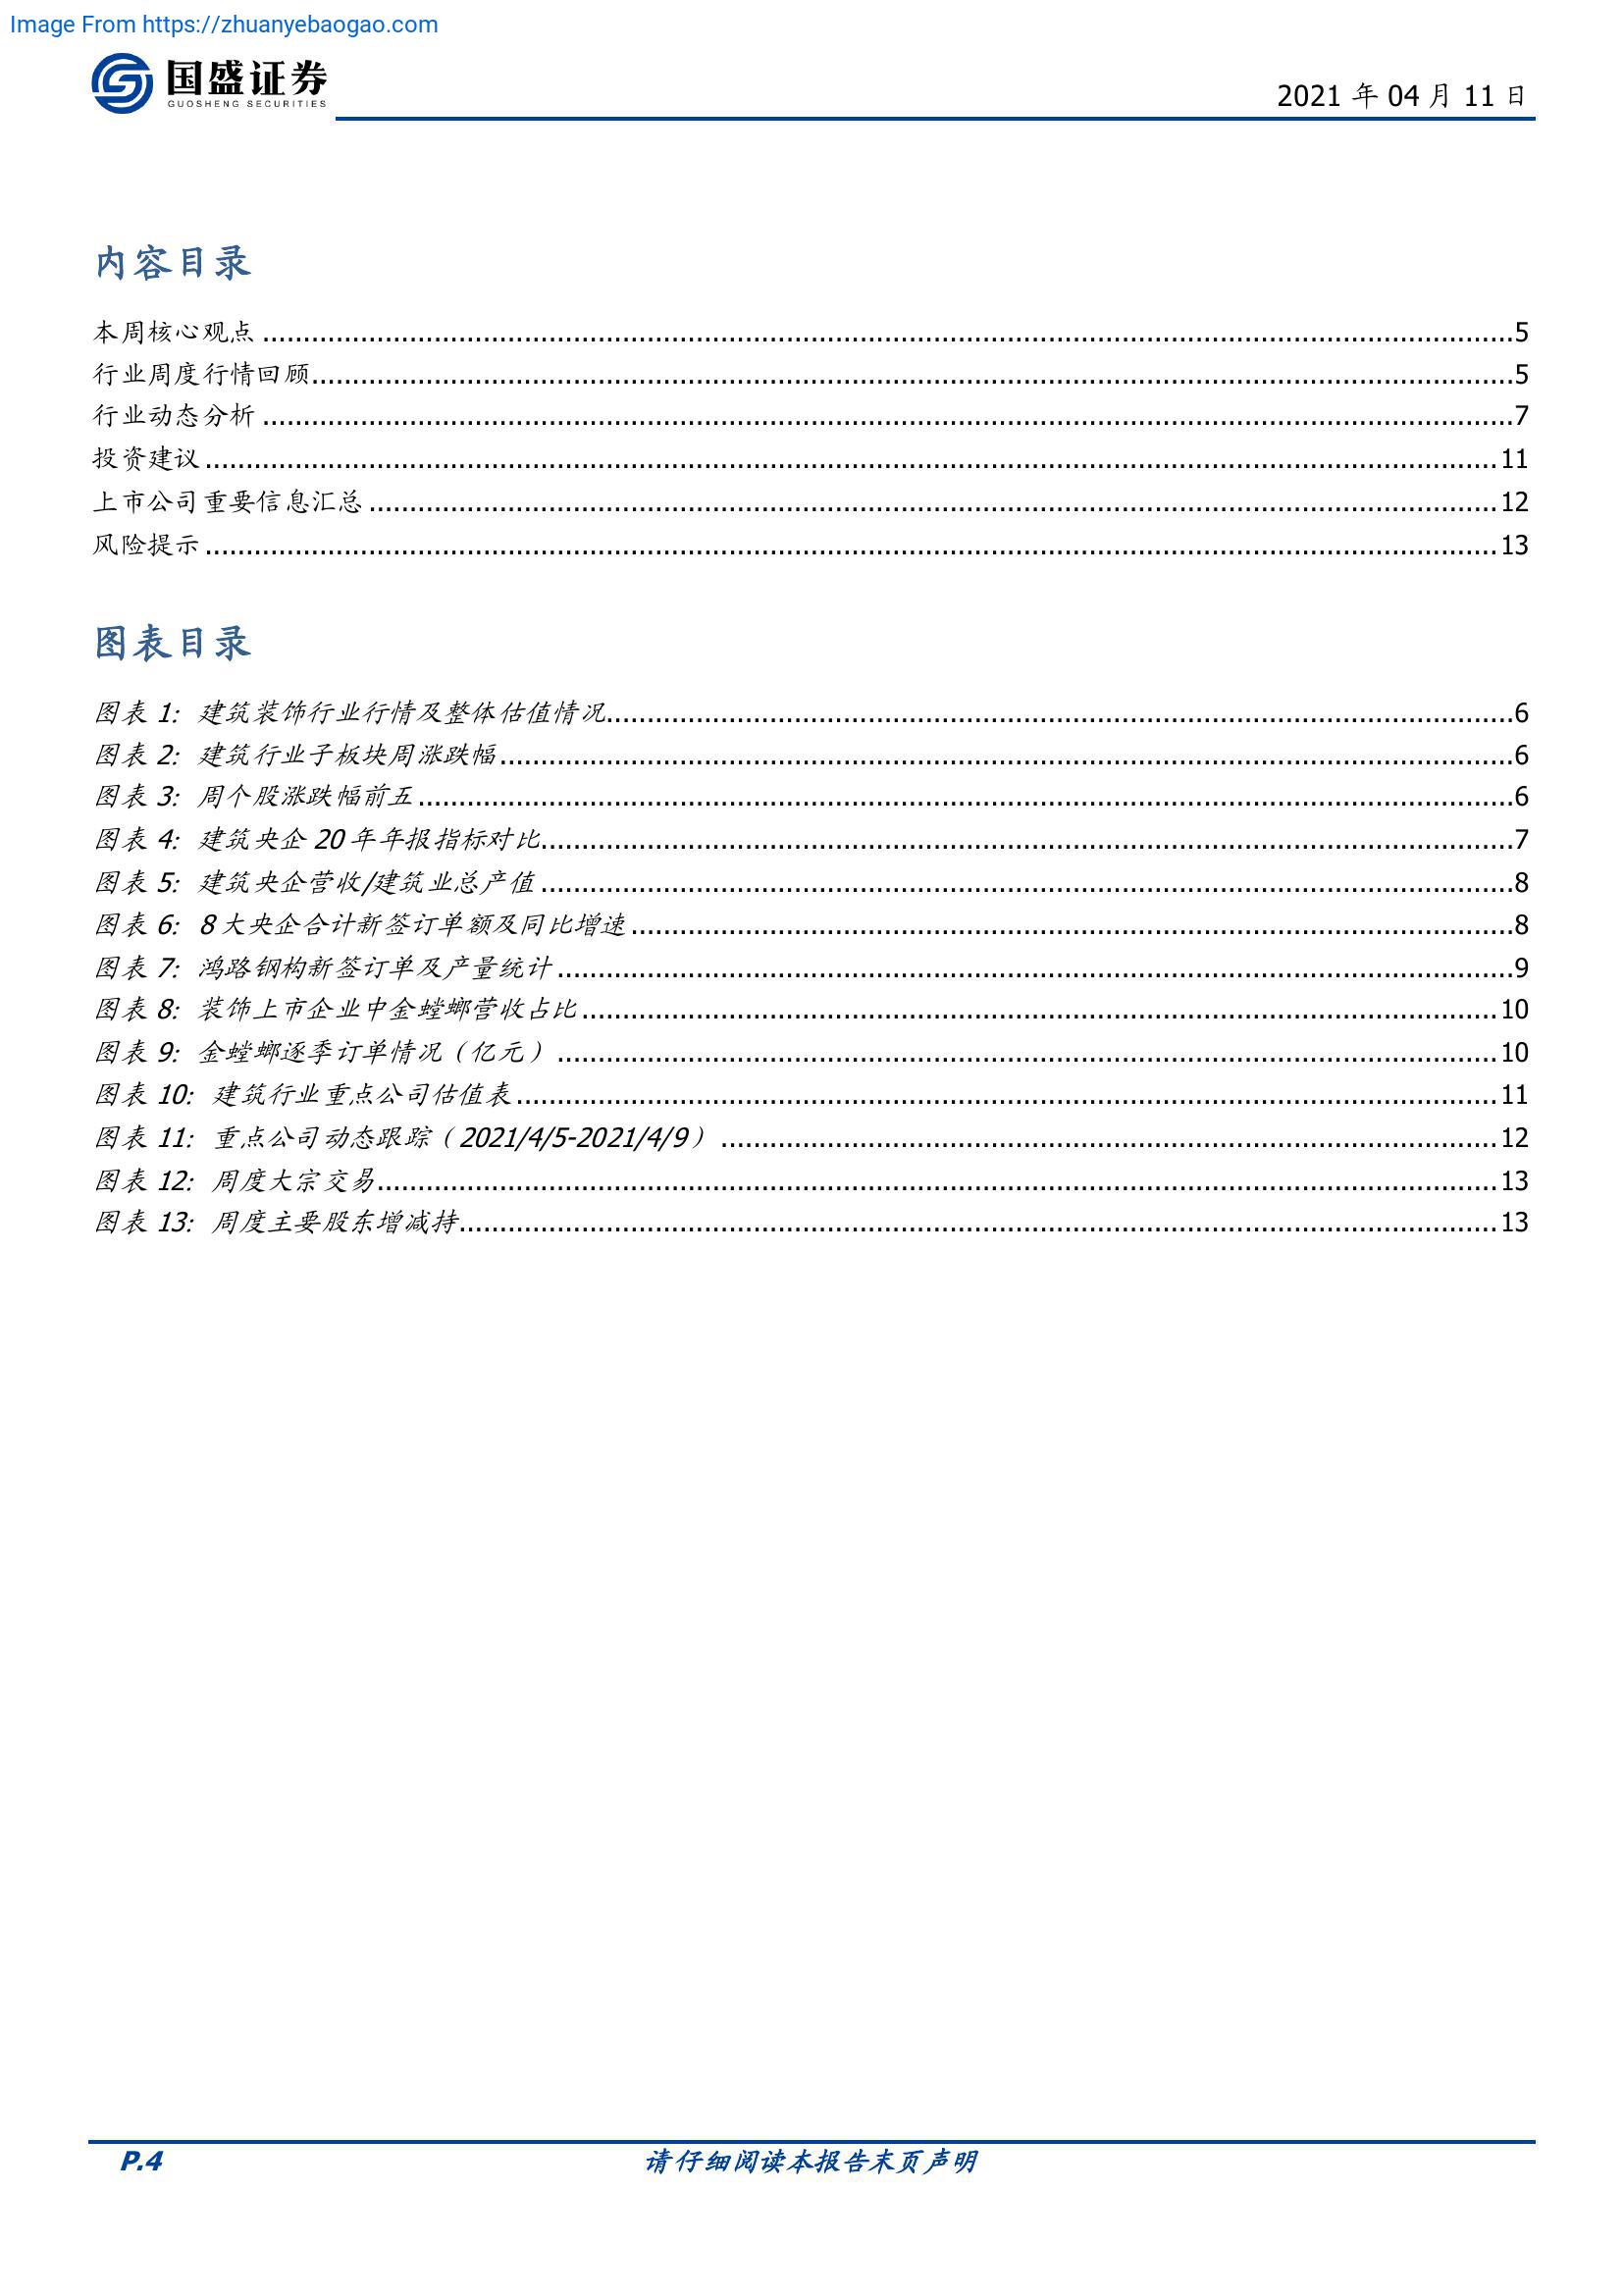 Image From https://zhuanyebaogao.com
国盛证券
GUOSHENG SECURITIES
2021 年 04 月 11 日
内容目录
本周核心观点 ........ 5
行业周度行情回顾 ........ 5
行业动态分析 ........ 7
投资建议 ........ 11
上市公司重要信息汇总 ........ 12
风险提示 ........ 13
图表目录
图表 1: 建筑装饰行业行情及整体估值情况 ........ 6
图表 2: 建筑行业子板块周涨跌幅 ........ 6
图表 3: 周个股涨跌幅前五 ........ 6
图表 4: 建筑央企 20 年年报指标对比 ........ 7
图表 5: 建筑央企营收/建筑业总产值 ........ 8
图表 6: 8 大央企合计新签订单额及同比增速 ........ 8
图表 7: 鸿路钢构新签订单及产量统计 ........ 9
图表 8: 装饰上市企业中金螳螂营收占比 ........ 10
图表 9: 金螳螂逐季订单情况（亿元） ........ 10
图表 10: 建筑行业重点公司估值表 ........ 11
图表 11: 重点公司动态跟踪（2021/4/5-2021/4/9） ........ 12
图表 12: 周度大宗交易 ........ 13
图表 13: 周度主要股东增减持 ........ 13
P.4
请仔细阅读本报告末页声明